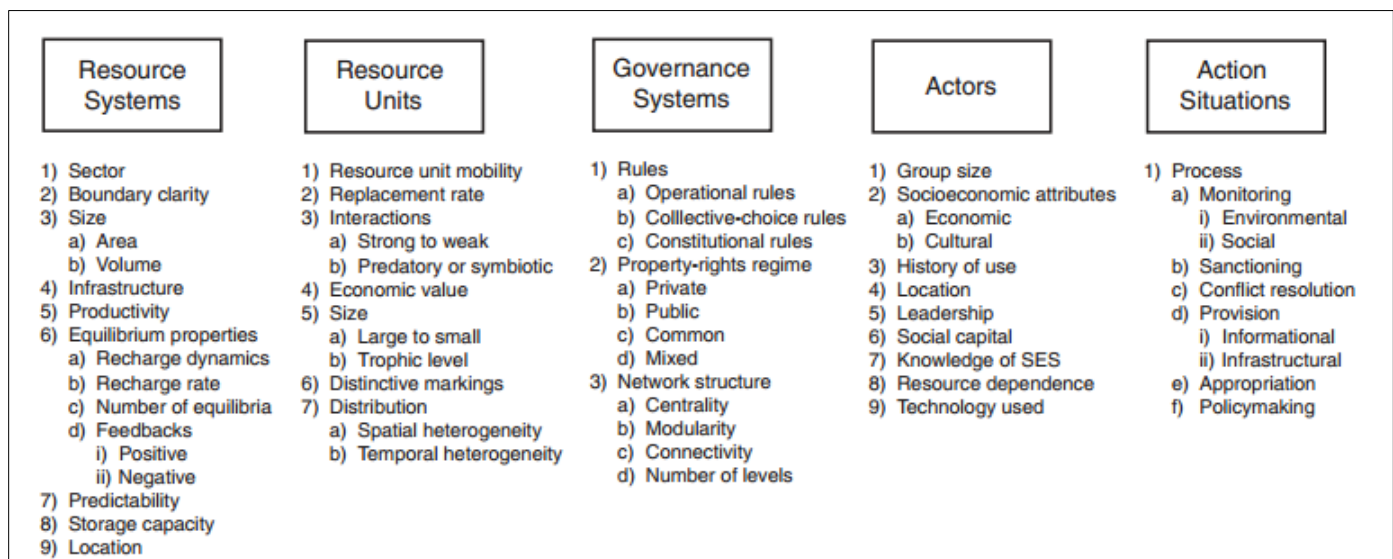 Resource
Systems
1) Sector
2) Boundary clarity
3) Size
a) Area
b) Volume
4) Infrastructure
5) Productivity
6) Equilibrium properties
a) Recharge dynamics
b) Recharge rate
c) Number of equilibria
d) Feedbacks
i) Positive
ii) Negative
7) Predictability
8) Storage capacity
9) Location
Resource
Units
1) Resource unit mobility
2) Replacement rate
3) Interactions
a) Strong to weak
b) Predatory or symbiotic
4) Economic value
5) Size
a) Large to small
b) Trophic level
6) Distinctive markings
7) Distribution
a) Spatial heterogeneity
b) Temporal heterogeneity
Governance
Systems
1) Rules
a) Operational rules
b) Colllective-choice rules
c) Constitutional rules
2) Property-rights regime
a) Private
b) Public
c) Common
d) Mixed
3) Network structure
a) Centrality
b) Modularity
c) Connectivity
d) Number of levels
Actors
1) Group size
2) Socioeconomic attributes
a) Economic
b) Cultural
3) History of use
4) Location
5) Leadership
6) Social capital
7) Knowledge of SES
8) Resource dependence
9) Technology used
Action
Situations
1) Process
a) Monitoring
i) Environmental
ii) Social
b) Sanctioning
c) Conflict resolution
d) Provision
i) Informational
ii) Infrastructural
e) Appropriation
f) Policymaking